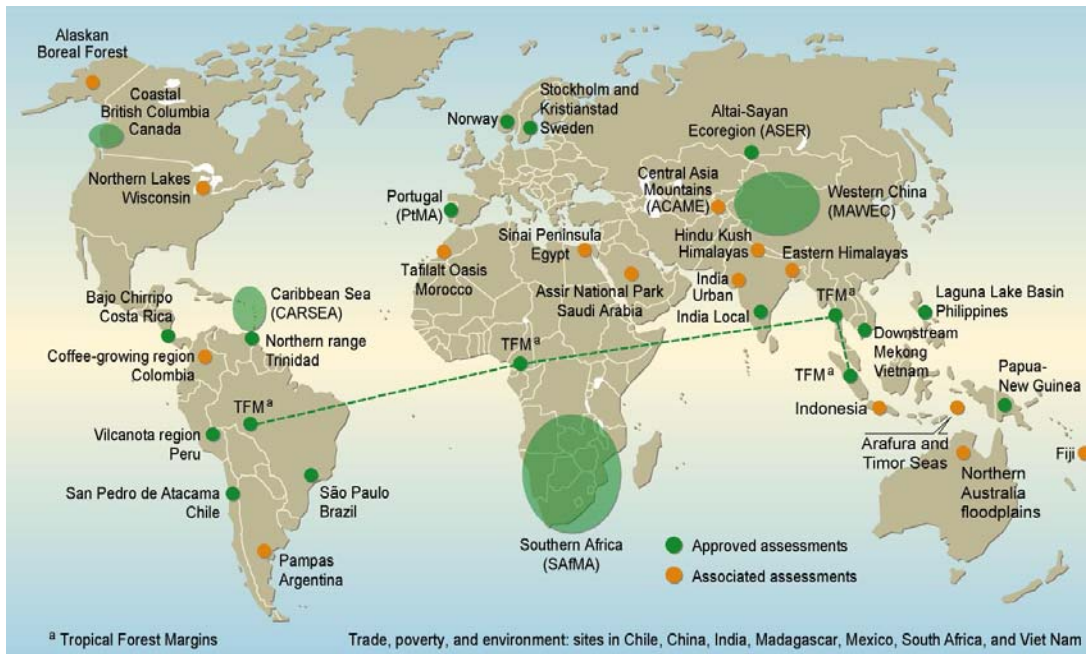 Alaskan
Boreal Forest
Coastal
British Columbia
Canada
Northern Lakes
Wisconsin
Norway
Stockholm and
Kristianstad
Sweden
Altai-Sayan
Ecoregion (ASER)
Portugal
(PtMA)
Central Asia
Mountains
(ACAME)
Western China
(MAWEC)
Tafilalt Oasis
Morocco
Sinai Peninsula
Egypt
Assir National Park
Saudi Arabia
Hindu Kush
Himalayas
Eastern Himalayas
India
Urban
India Local
Bajo Chirripo
Costa Rica
Caribbean Sea
(CARSEA)
Northern range
Trinidad
Coffee-growing region
Colombia
TFM a
TFM a
TFM a
TFM a
Laguna Lake Basin
Philippines
Downstream
Mekong
Vietnam
Papua-
New Guinea
Indonesia
Arafura and
Timor Seas
Fiji
Northern
Australia
floodplains
Vilcanota region
Peru
San Pedro de Atacama
Chile
São Paulo
Brazil
Pampas
Argentina
Southern Africa
(SAfMA)
Approved assessments
Associated assessments
a Tropical Forest Margins
Trade, poverty, and environment: sites in Chile, China, India, Madagascar, Mexico, South Africa, and Viet Nam